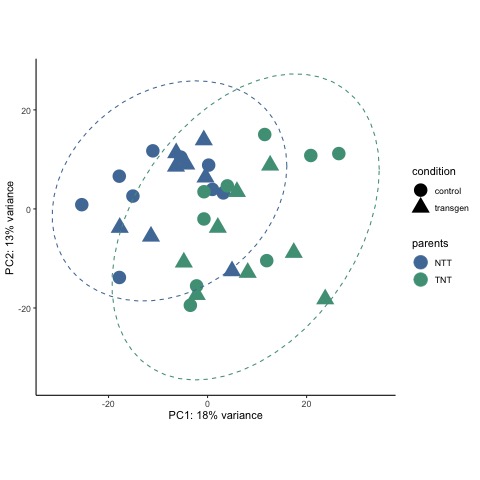 20
0
-20
PC2: 13% variance
-20 0 20
PC1: 18% variance
condition
control
transgen
parents
NTT
TNT